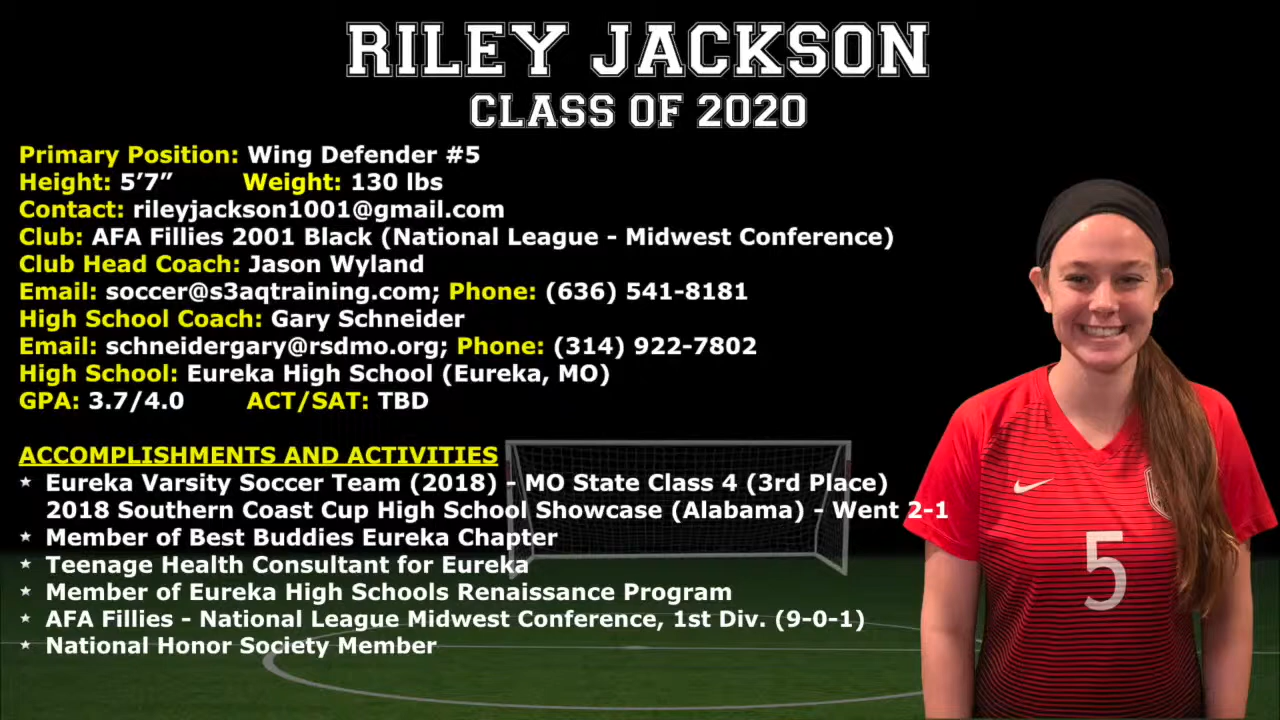 RILEY JACKSON
CLASS OF 2020
Primary Position: Wing Defender #5
Height: 5’7” Weight: 130 lbs
Contact: rileyjackson1001@gmail.com
Club: AFA Fillies 2001 Black (National League - Midwest Conference)
Club Head Coach: Jason Wyland
Email: soccer@s3aqtraining.com; Phone: (636) 541-8181
High School Coach: Gary Schneider
Email: schneidergary@rsdmo.org; Phone: (314) 922-7802
High School: Eureka High School (Eureka, MO)
GPA: 3.7/4.0 ACT/SAT: TBD
ACCOMPLISHMENTS AND ACTIVITIES
★ Eureka Varsity Soccer Team (2018) - MO State Class 4 (3rd Place)
2018 Southern Coast Cup High School Showcase (Alabama) - Went 2-1
★ Member of Best Buddies Eureka Chapter
★ Teenage Health Consultant for Eureka
★ Member of Eureka High Schools Renaissance Program
★ AFA Fillies - National League Midwest Conference, 1st Div. (9-0-1)
★ National Honor Society Member
5